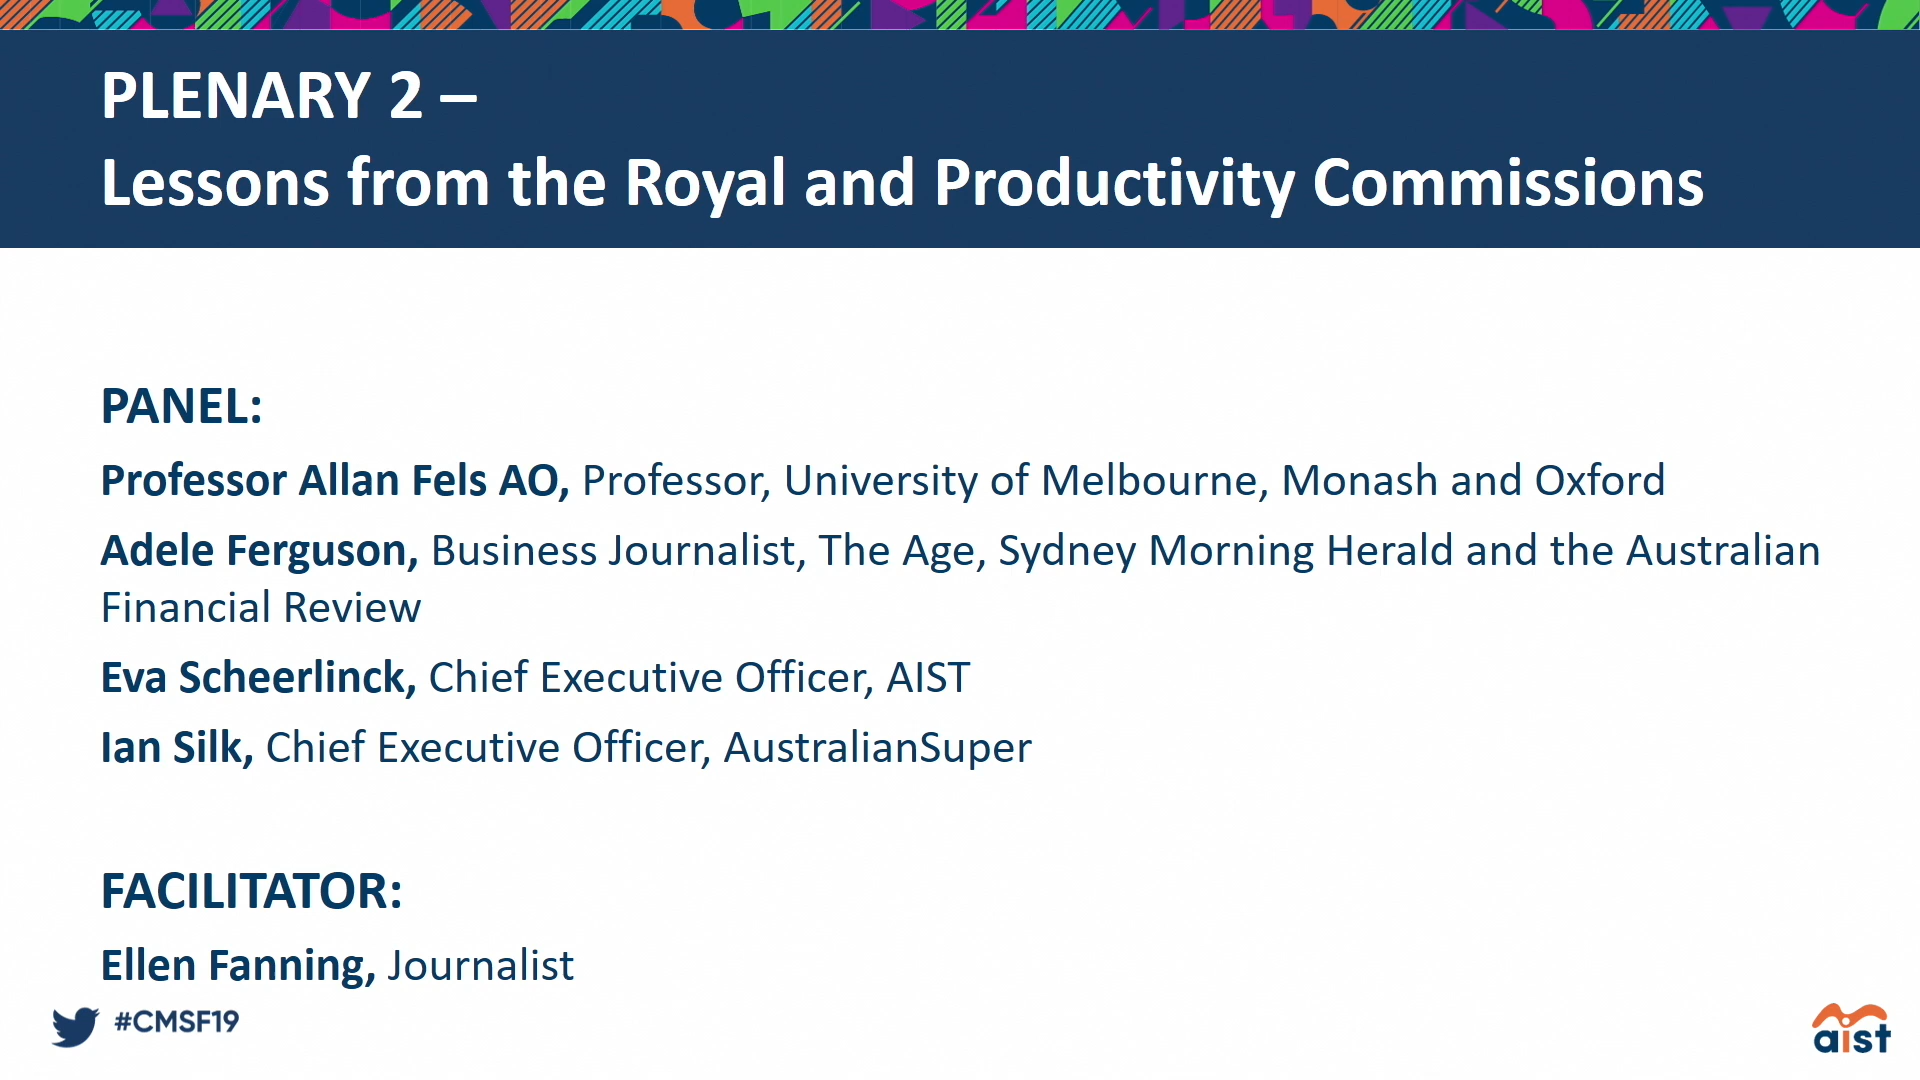 PLENARY 2 –
Lessons from the Royal and Productivity Commissions
PANEL:
Professor Allan Fels AO, Professor, University of Melbourne, Monash and Oxford
Adele Ferguson, Business Journalist, The Age, Sydney Morning Herald and the Australian
Financial Review
Eva Scheerlinck, Chief Executive Officer, AIST
Ian Silk, Chief Executive Officer, AustralianSuper
FACILITATOR:
Ellen Fanning, Journalist
#CMSF19
aist